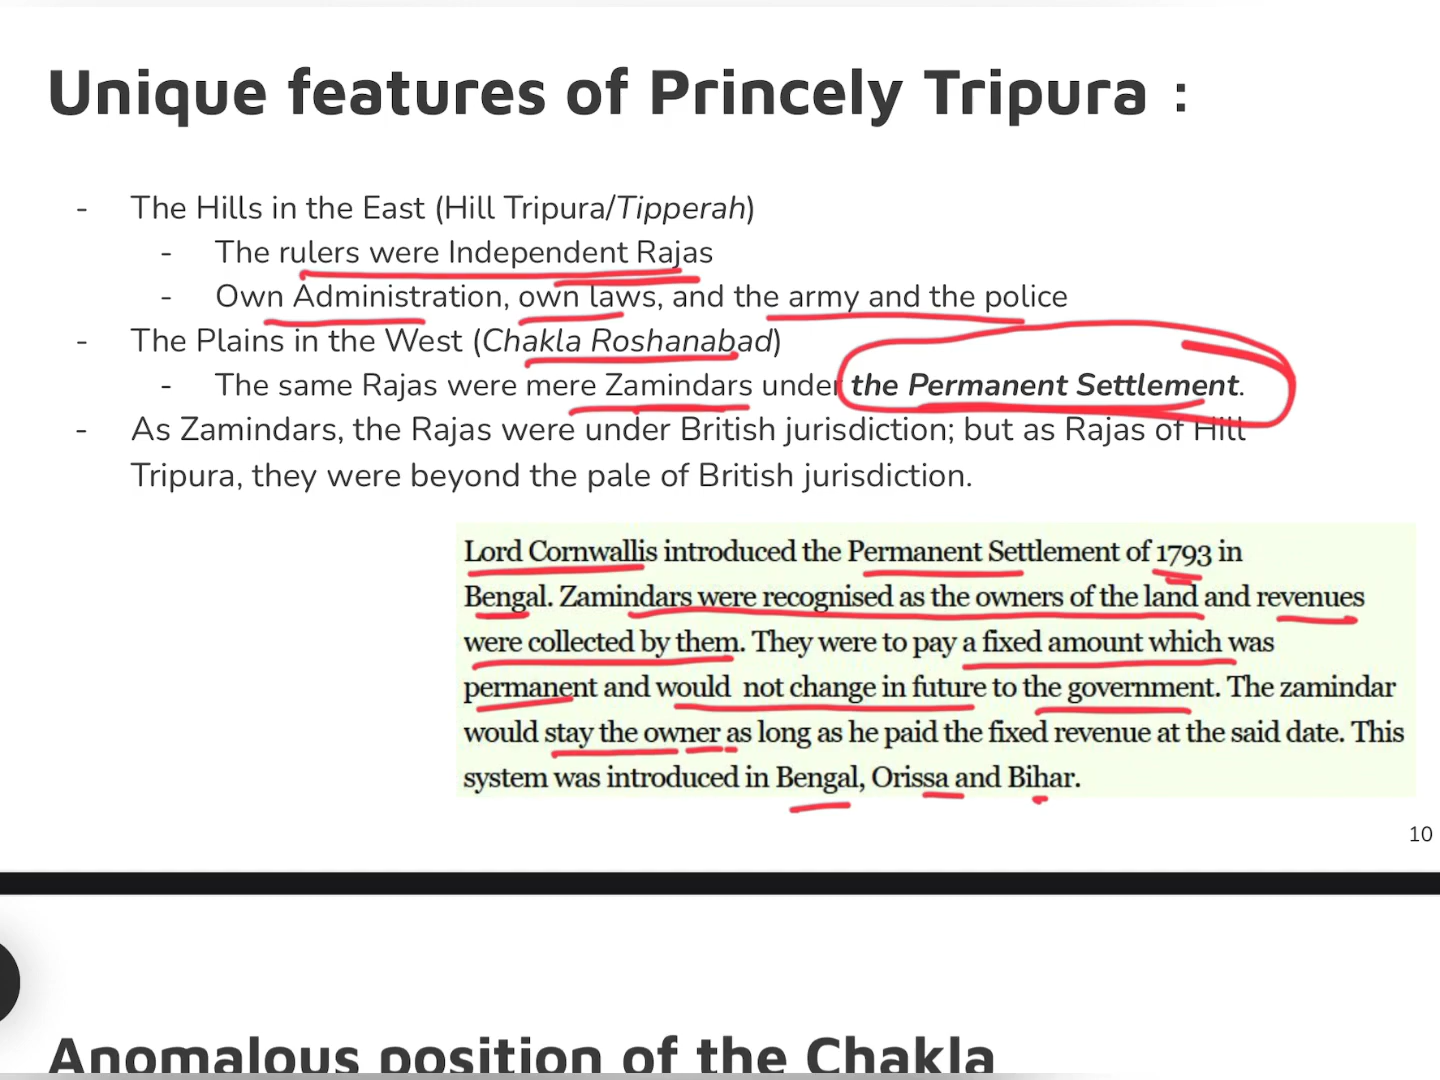 Unique features of Princely Tripura :
- The Hills in the East (Hill Tripura/Tipperah)
- The rulers were Independent Rajas
- Own Administration, own laws, and the army and the police
- The Plains in the West (Chakla Roshanabad)
- The same Rajas were mere Zamindars under the Permanent Settlement.
- As Zamindars, the Rajas were under British jurisdiction; but as Rajas of Hill
Tripura, they were beyond the pale of British jurisdiction.
Lord Cornwallis introduced the Permanent Settlement of 1793 in
Bengal. Zamindars were recognised as the owners of the land and revenues
were collected by them. They were to pay a fixed amount which was
permanent and would not change in future to the government. The zamindar
would stay the owner as long as he paid the fixed revenue at the said date. This
system was introduced in Bengal, Orissa and Bihar.
10
Anomalous position of the Chakla